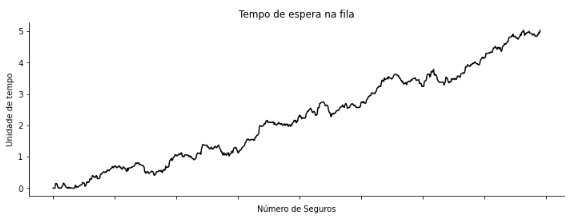 Tempo de espera na fila
5
4
3
2
1
0
Unidade de tempo
Número de Seguros